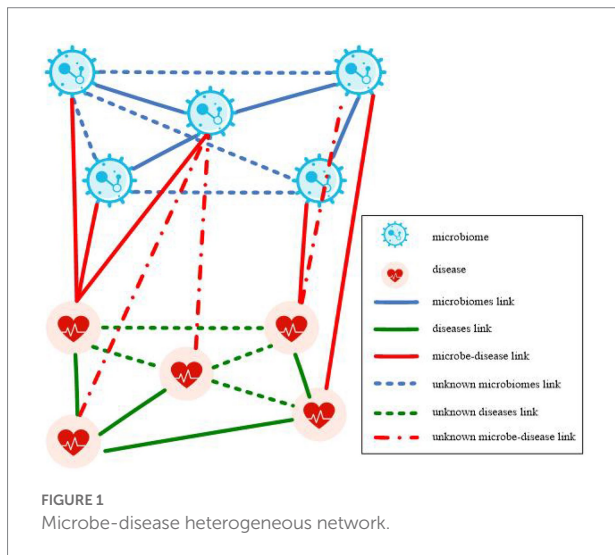 microbiome
disease
microbiomes link
diseases link
microbe-disease link
unknown microbiomes link
unknown diseases link
unknown microbe-disease link
FIGURE 1
Microbe-disease heterogeneous network.